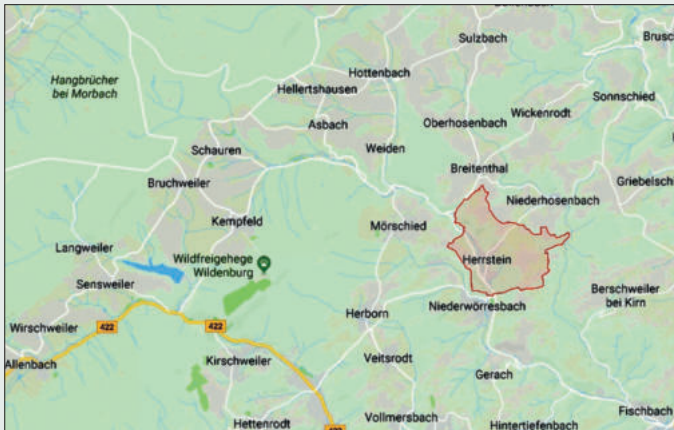 Sulzbach
Brusch
Hangbrücher
bei Morbach
Hottenbach
Hellertshausen
Sonnschied
Wickenrodt
Asbach
Oberhosenbach
Schauren
Weiden
Breitenthal
Bruchweiler
Griebelsch
Niederhosenbach
Kempfeld
Mörschied
Langweiler
Wildfreigehege
Wildenburg
Herrstein
Sensweiler
Berschweiler
bei Kirn
Niederwörresbach
Herborn
Wirschweiler
422
422
Allenbach
Kirschweiler
Veitsrodt
Gerach
Fischbach
Hettenrodt
Vollmersbach
Hintertiefenbach